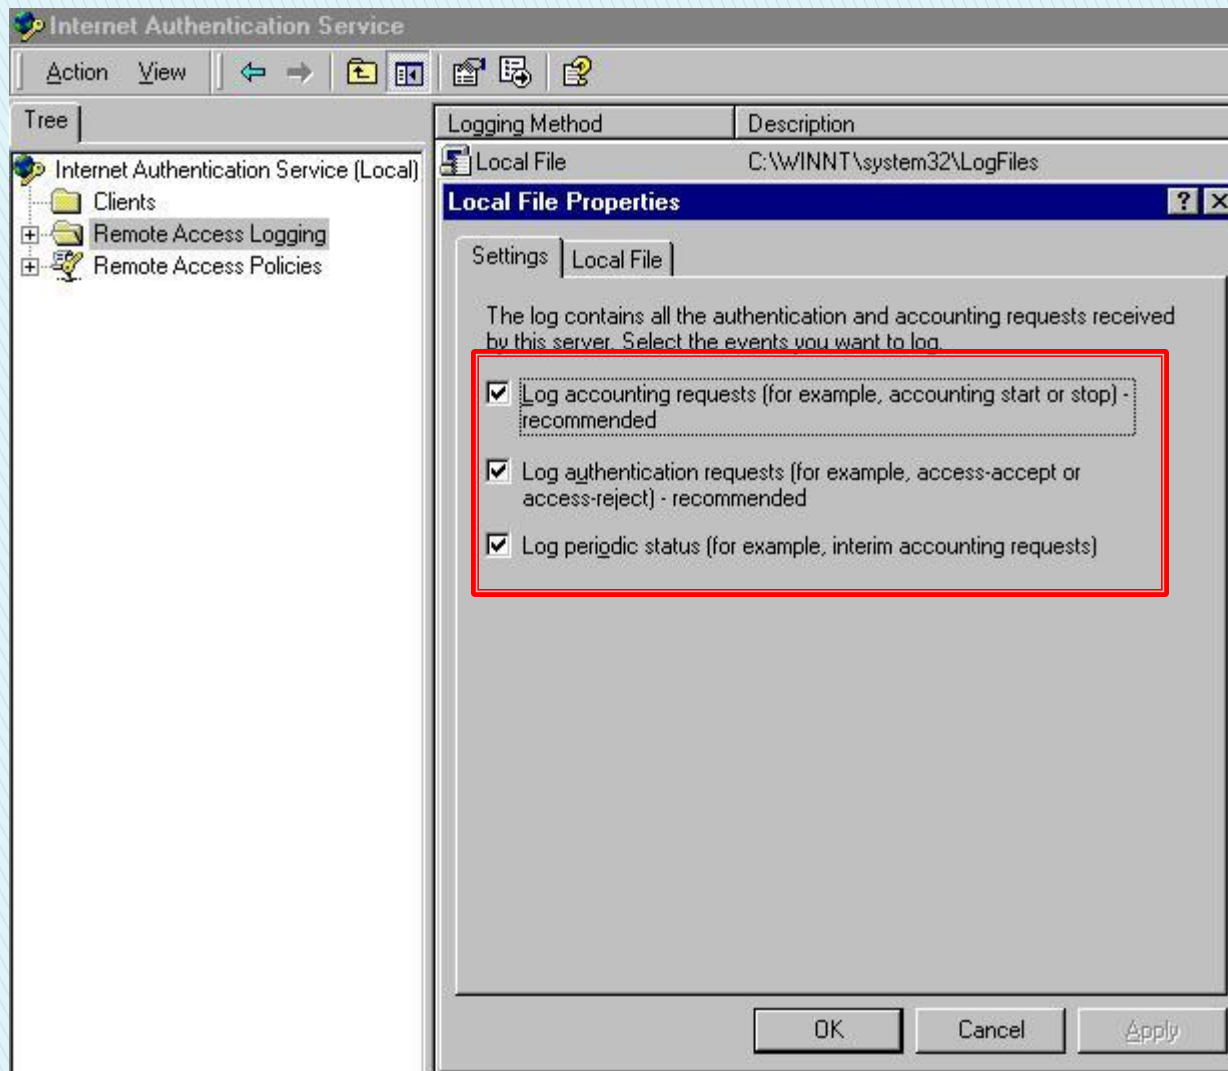 Internet Authentication Service
Action View
Tree
Internet Authentication Service (Local)
Clients
Remote Access Logging
Remote Access Policies
Logging Method Description
Local File C:\WINNT\system32\LogFiles
Local File Properties
Settings Local File
The log contains all the authentication and accounting requests received
by this server. Select the events you want to log.
Log accounting requests (for example, accounting start or stop) -
recommended
Log authentication requests (for example, access-accept or
access-reject) - recommended
Log periodic status (for example, interim accounting requests)
OK Cancel Apply